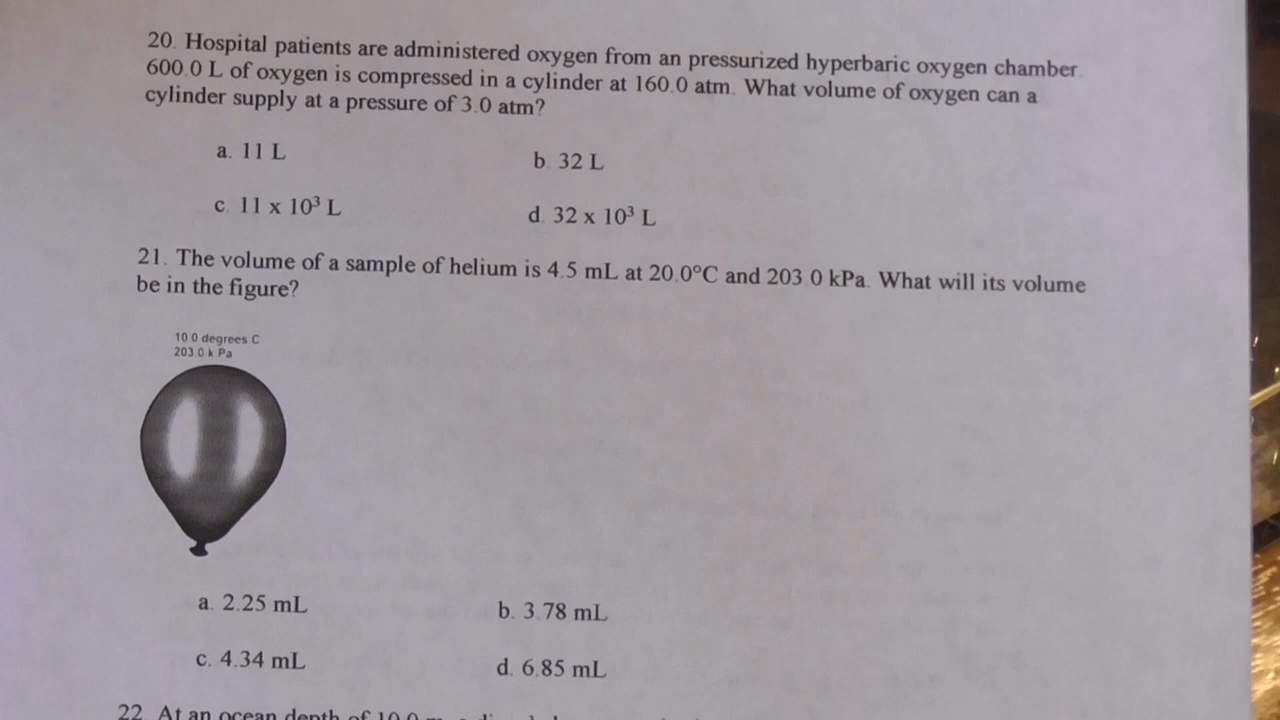 20. Hospital patients are administered oxygen from an pressurized hyperbaric oxygen chamber.
600.0 L of oxygen is compressed in a cylinder at 160.0 atm. What volume of oxygen can a
cylinder supply at a pressure of 3.0 atm?
a. 11 L
b. 32 L
c. 11 x 10³ L
d. 32 x 10³ L
21. The volume of a sample of helium is 4.5 mL at 20.0°C and 203.0 kPa. What will its volume
be in the figure?
10.0 degrees C
203.0 k Pa
a. 2.25 mL
b. 3.78 mL
c. 4.34 mL
d. 6.85 mL
22. At an ocean depth of 10.0